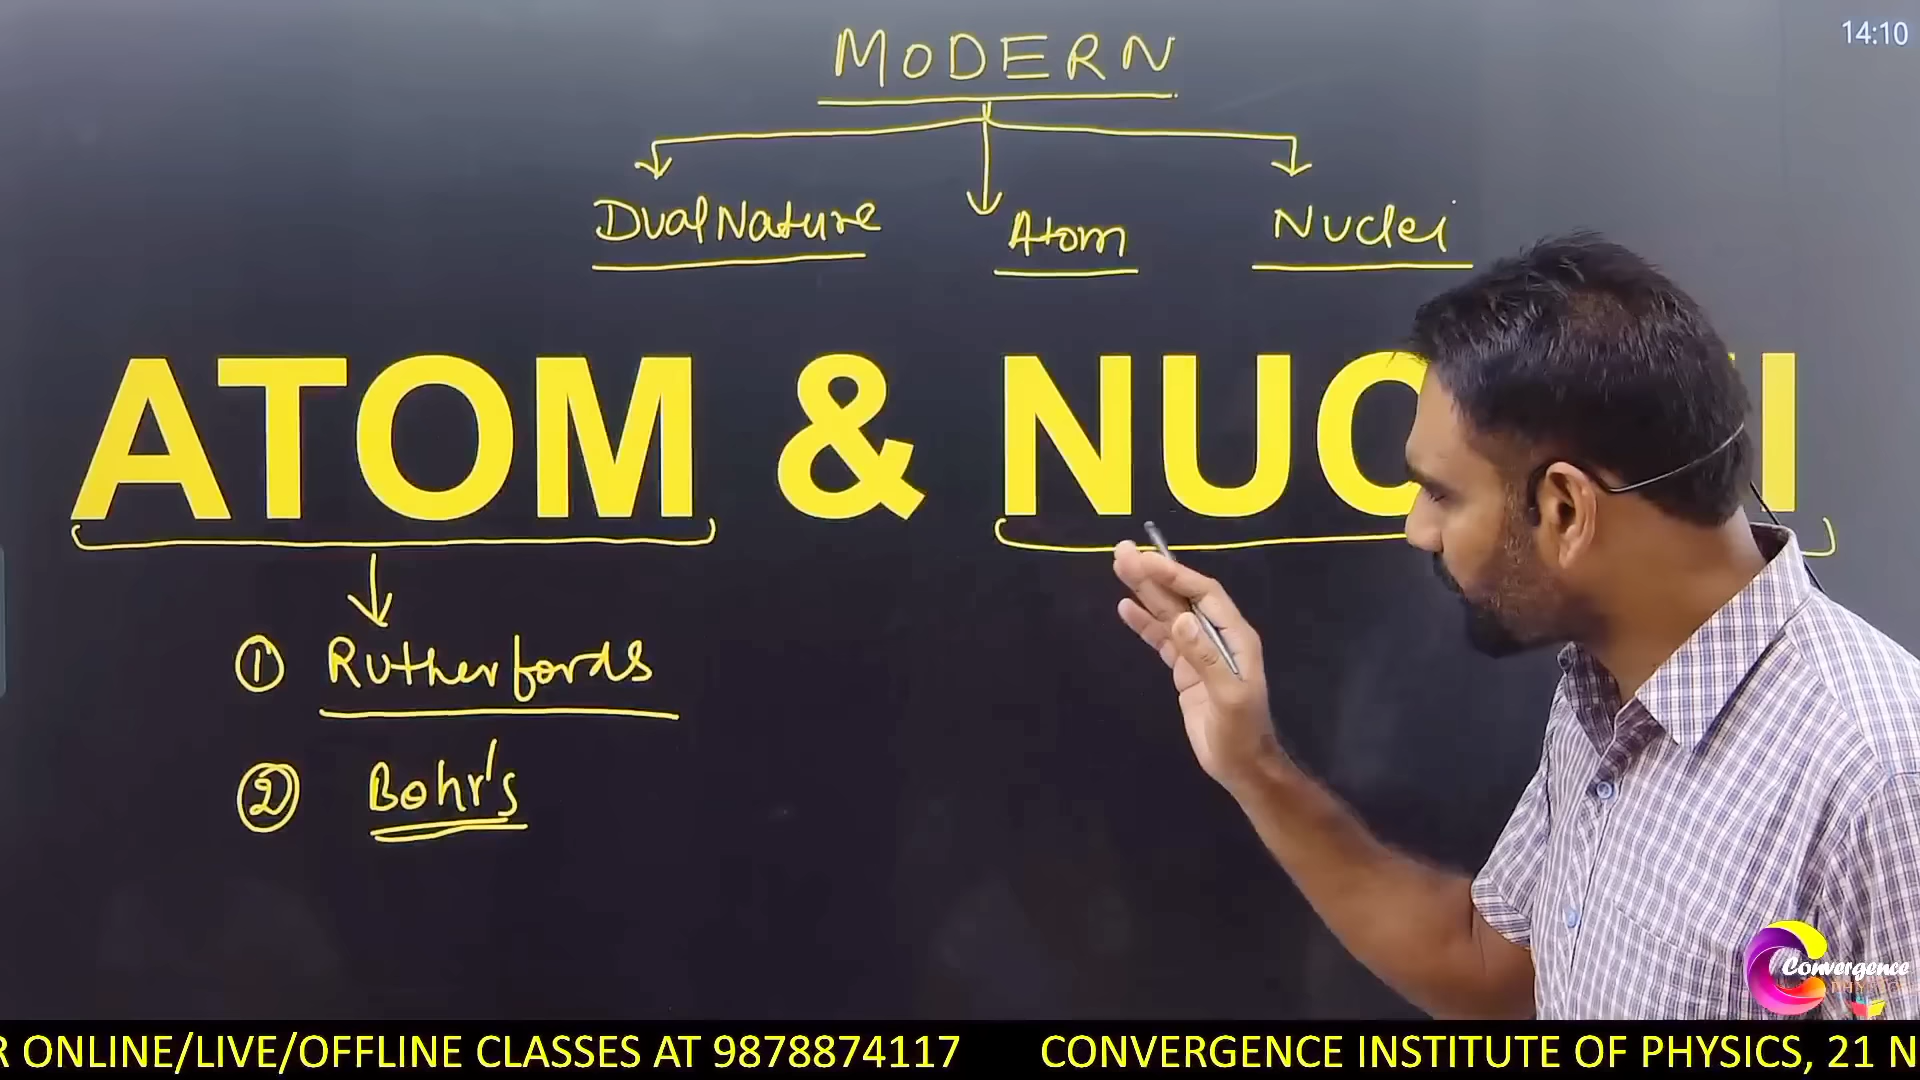 14:10
MODERN
Dual Nature Atom Nuclei
ATOM & NUC I
① Rutherfords
② Bohr's
Convergence
PHYSICS
R ONLINE/LIVE/OFFLINE CLASSES AT 9878874117 CONVERGENCE INSTITUTE OF PHYSICS, 21 N